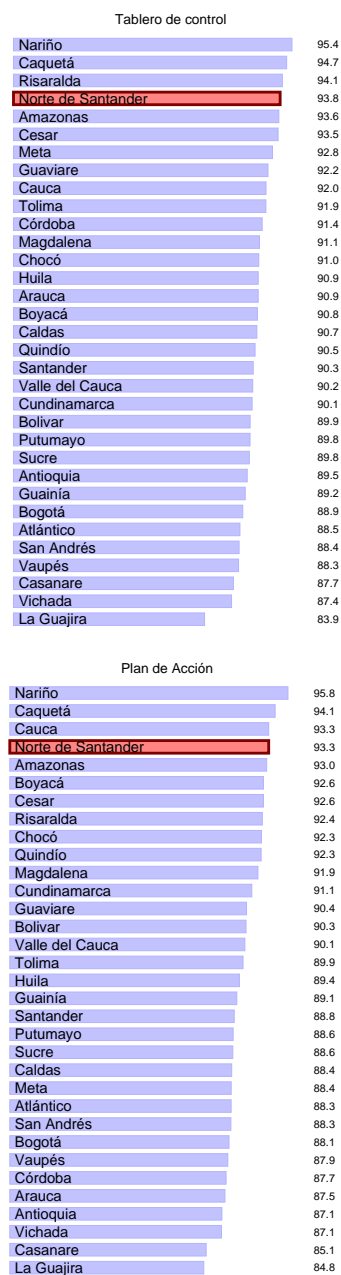 Tablero de control
Nariño 95.4
Caquetá 94.7
Risaralda 94.1
Norte de Santander 93.8
Amazonas 93.6
Cesar 93.5
Meta 92.8
Guaviare 92.2
Cauca 92.0
Tolima 91.9
Córdoba 91.4
Magdalena 91.1
Chocó 91.0
Huila 90.9
Arauca 90.9
Boyacá 90.8
Caldas 90.7
Quindío 90.5
Santander 90.3
Valle del Cauca 90.2
Cundinamarca 90.1
Bolivar 89.9
Putumayo 89.8
Sucre 89.8
Antioquia 89.5
Guainía 89.2
Bogotá 88.9
Atlántico 88.5
San Andrés 88.4
Vaupés 88.3
Casanare 87.7
Vichada 87.4
La Guajira 83.9
Plan de Acción
Nariño 95.8
Caquetá 94.1
Cauca 93.3
Norte de Santander 93.3
Amazonas 93.0
Boyacá 92.6
Cesar 92.6
Risaralda 92.4
Chocó 92.3
Quindío 92.3
Magdalena 91.9
Cundinamarca 91.1
Guaviare 90.4
Bolivar 90.3
Valle del Cauca 90.1
Tolima 89.9
Huila 89.4
Guainía 89.1
Santander 88.8
Putumayo 88.6
Sucre 88.6
Caldas 88.4
Meta 88.4
Atlántico 88.3
San Andrés 88.3
Bogotá 88.1
Vaupés 87.9
Córdoba 87.7
Arauca 87.5
Antioquia 87.1
Vichada 87.1
Casanare 85.1
La Guajira 84.8